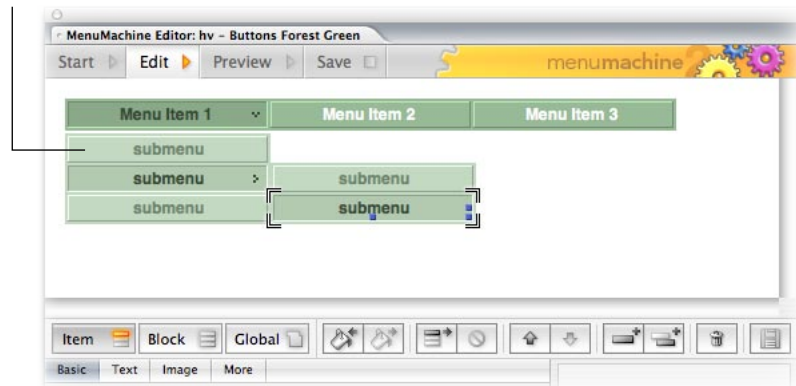 MenuMachine Editor: hv – Buttons Forest Green
Start Edit Preview Save menumachine 2
Menu Item 1 Menu Item 2 Menu Item 3
submenu
submenu submenu
submenu submenu
Item Block Global
Basic Text Image More